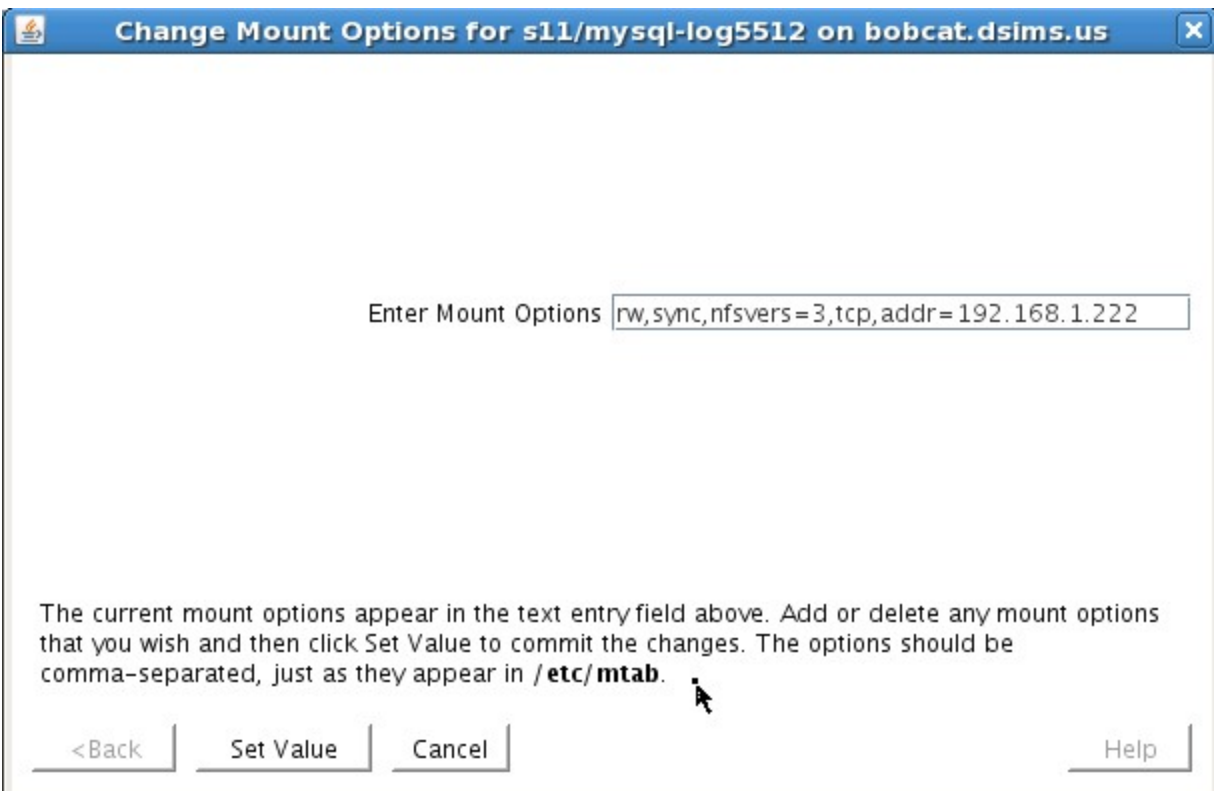 Change Mount Options for s11/mysql-log5512 on bobcat.dsims.us
Enter Mount Options rw,sync,nfsvers=3,tcp,addr=192.168.1.222
The current mount options appear in the text entry field above. Add or delete any mount options
that you wish and then click Set Value to commit the changes. The options should be
comma-separated, just as they appear in /etc/mtab.
<Back Set Value Cancel Help